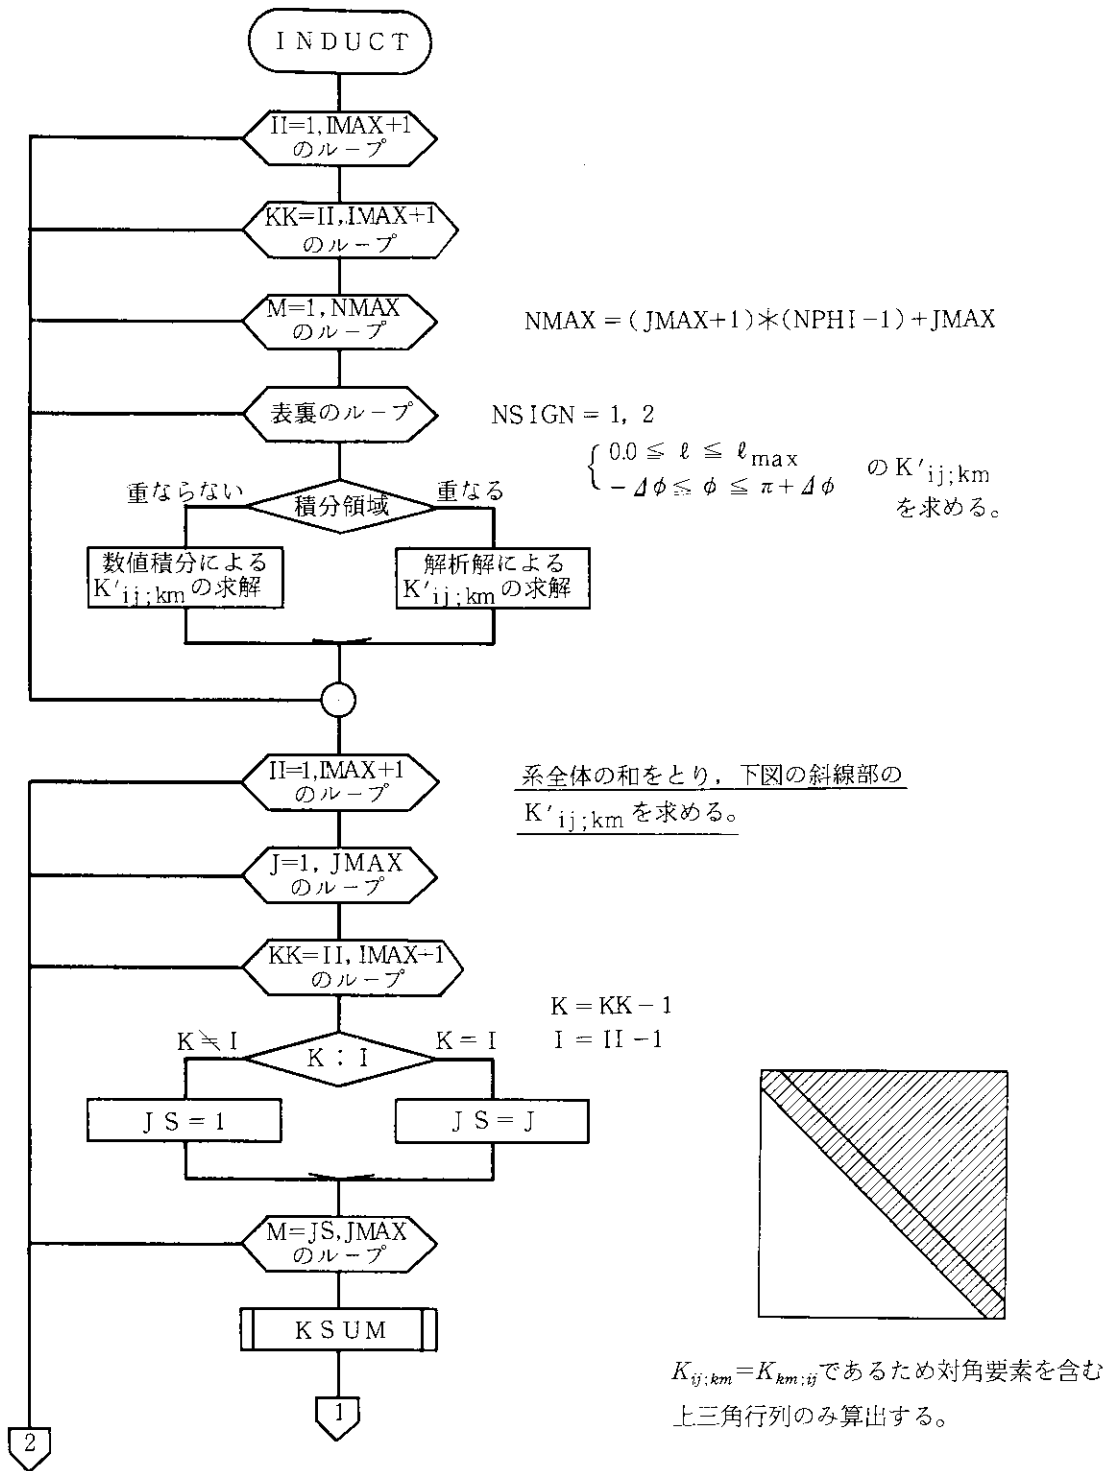 INDUCT
II=1,IMAX+1
のループ
KK=II,IMAX+1
のループ
M=1,NMAX
のループ
NMAX=(JMAX+1)*(NPHI-1)+JMAX
表裏のループ
NSIGN = 1, 2
0.0 ≦ ℓ ≦ ℓmax
-Δφ ≦ φ ≦ π+Δφ
の K′ij;km
を求める。
重ならない
積分領域
重なる
数値積分による
K′ij;km の求解
解析解による
K′ij;km の求解
II=1,IMAX+1
のループ
系全体の和をとり，下図の斜線部の
K′ij;km を求める。
J=1, JMAX
のループ
KK=II, IMAX+1
のループ
K = KK-1
I = II-1
K≒I
K : I
K = I
JS = 1
JS = J
M=JS,JMAX
のループ
KSUM
Kij;km=Kkm;ijであるため対角要素を含む
上三角行列のみ算出する。
1
2